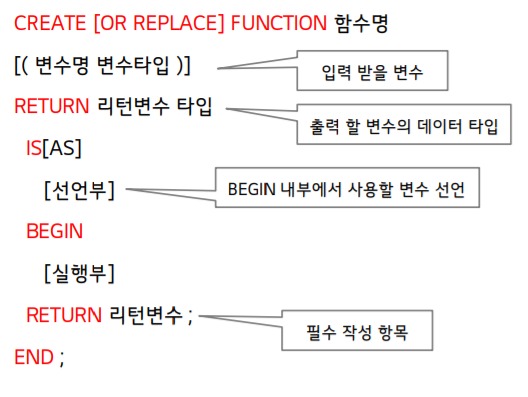 CREATE [OR REPLACE] FUNCTION 함수명
[( 변수명 변수타입 )]
입력 받을 변수
RETURN 리턴변수 타입
출력 할 변수의 데이터 타입
IS[AS]
[선언부]
BEGIN 내부에서 사용할 변수 선언
BEGIN
[실행부]
RETURN 리턴변수 ;
필수 작성 항목
END ;